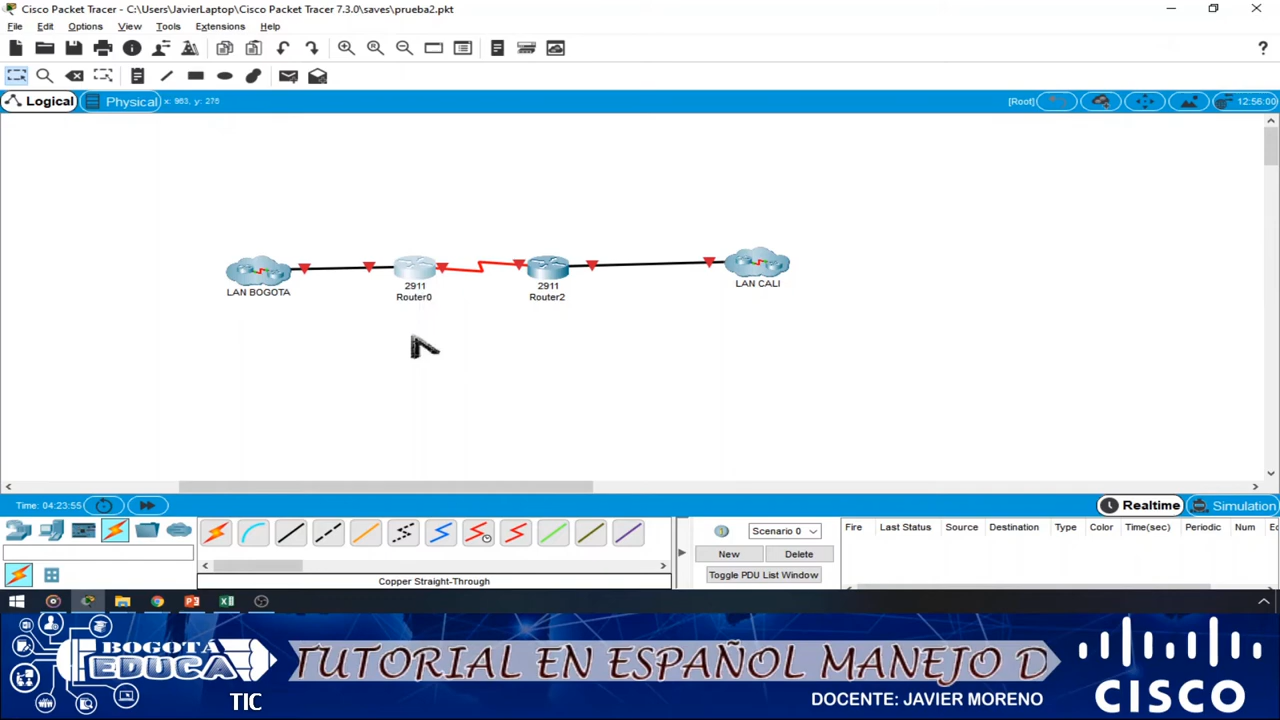 Cisco Packet Tracer - C:\Users\JavierLaptop\Cisco Packet Tracer 7.3.0\saves\prueba2.pkt
File Edit Options View Tools Extensions Help
?
Logical Physical x: 963, y: 276 [Root] 12:56:00
LAN BOGOTA
2911
Router0
2911
Router2
LAN CALI
Time: 04:23:55 Realtime Simulation
Scenario 0
New Delete
Toggle PDU List Window
Fire Last Status Source Destination Type Color Time(sec) Periodic Num Ec
Copper Straight-Through
BOGOTÁ
EDUCA
TIC
TUTORIAL EN ESPAÑOL MANEJO D
DOCENTE: JAVIER MORENO
CISCO